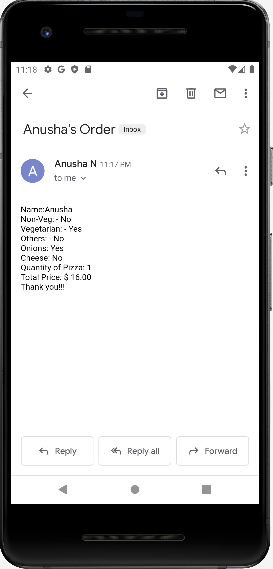 11:18
Anusha's Order Inbox
A
Anusha N 11:17 PM
to me
Name:Anusha
Non-Veg: - No
Vegetarian: - Yes
Others: - No
Onions: Yes
Cheese: No
Quantity of Pizza: 1
Total Price: $ 16.00
Thank you!!!
Reply Reply all Forward